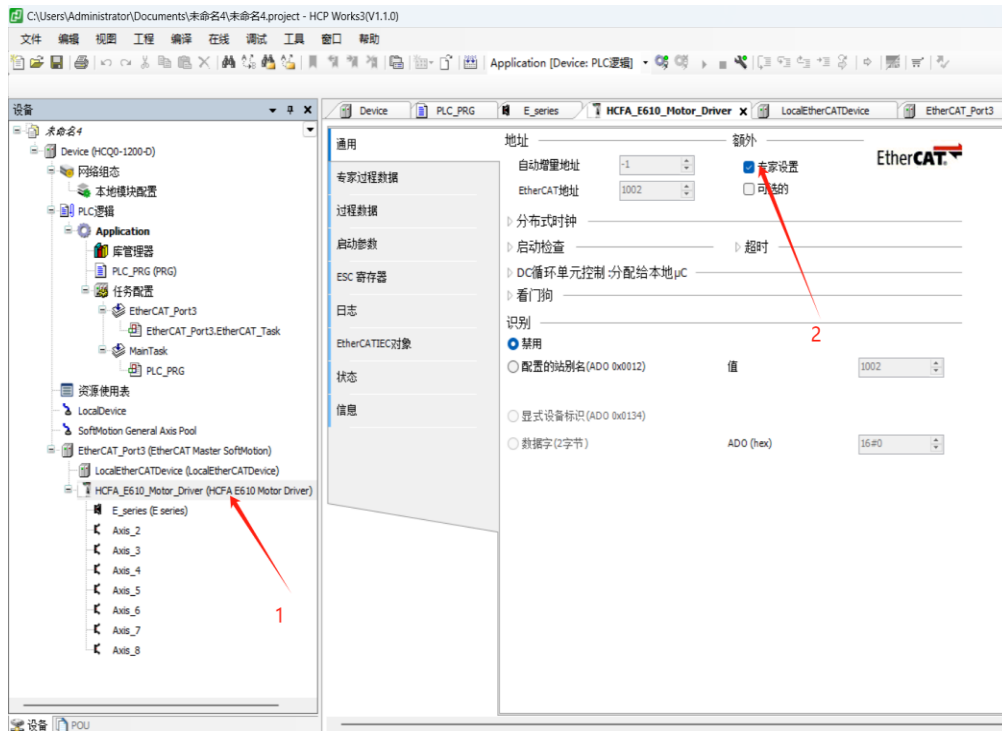 C:\Users\Administrator\Documents\未命名4\未命名4.project - HCP Works3(V1.1.0)
文件 编辑 视图 工程 编译 在线 调试 工具 窗口 帮助
Application [Device: PLC逻辑]
设备
Device
PLC_PRG
E_series
HCFA_E610_Motor_Driver
LocalEtherCATDevice
EtherCAT_Port3
未命名4
Device (HCQ0-1200-D)
网络组态
本地模块配置
PLC逻辑
Application
库管理器
PLC_PRG (PRG)
任务配置
EtherCAT_Port3
EtherCAT_Port3.EtherCAT_Task
MainTask
PLC_PRG
资源使用表
LocalDevice
SoftMotion General Axis Pool
EtherCAT_Port3 (EtherCAT Master SoftMotion)
LocalEtherCATDevice (LocalEtherCATDevice)
HCFA_E610_Motor_Driver (HCFA E610 Motor Driver)
E_series (E series)
Axis_2
Axis_3
Axis_4
Axis_5
Axis_6
Axis_7
Axis_8
1
设备
POU
通用
专家过程数据
过程数据
启动参数
ESC 寄存器
日志
EtherCATIEC对象
状态
信息
地址
额外
自动增量地址 -1
专家设置
EtherCAT地址 1002
可选的
EtherCAT
分布式时钟
启动检查
超时
DC循环单元控制:分配给本地μC
看门狗
2
识别
禁用
配置的站别名(ADO 0x0012) 值 1002
显式设备标识(ADO 0x0134)
数据字(2字节) ADO (hex) 16#0